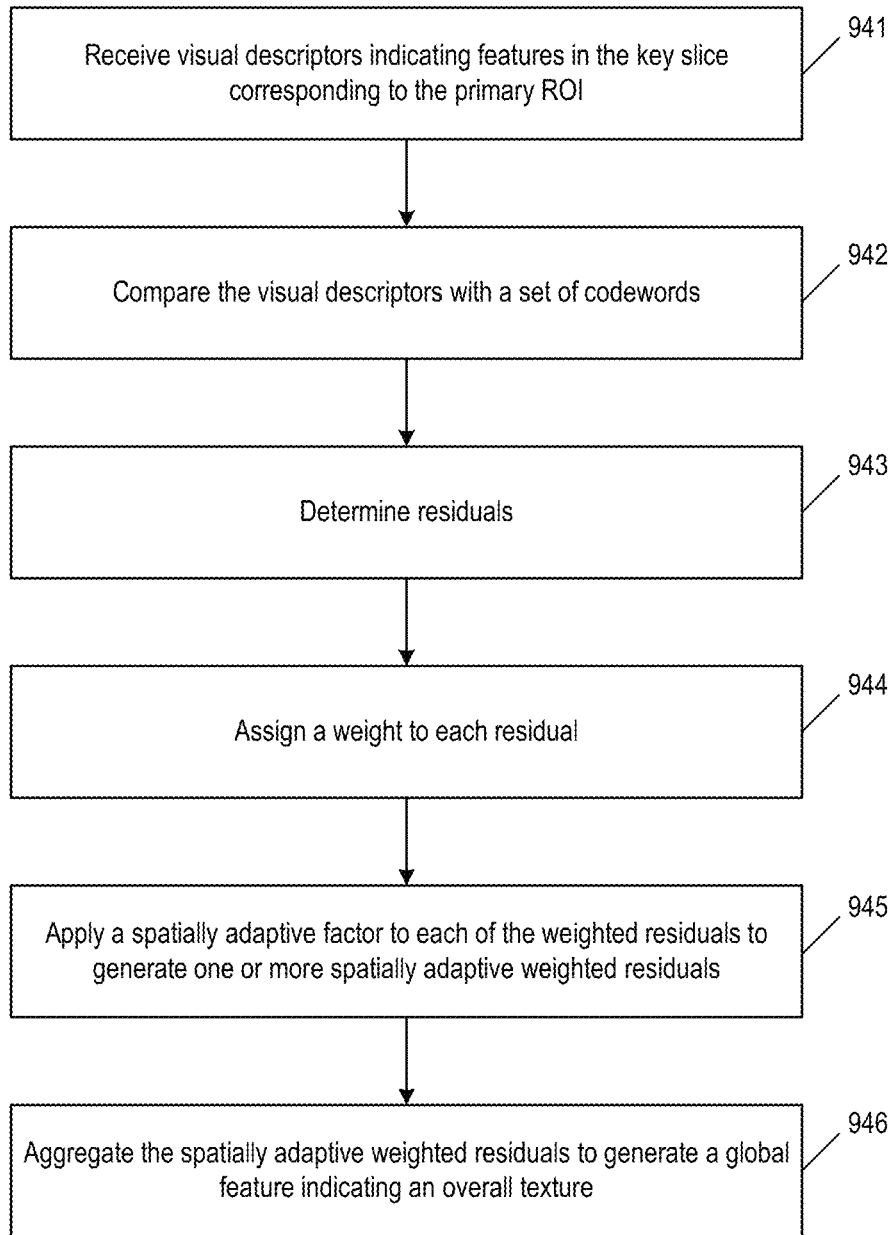 941
Receive visual descriptors indicating features in the key slice
corresponding to the primary ROI
942
Compare the visual descriptors with a set of codewords
943
Determine residuals
944
Assign a weight to each residual
945
Apply a spatially adaptive factor to each of the weighted residuals to
generate one or more spatially adaptive weighted residuals
946
Aggregate the spatially adaptive weighted residuals to generate a global
feature indicating an overall texture